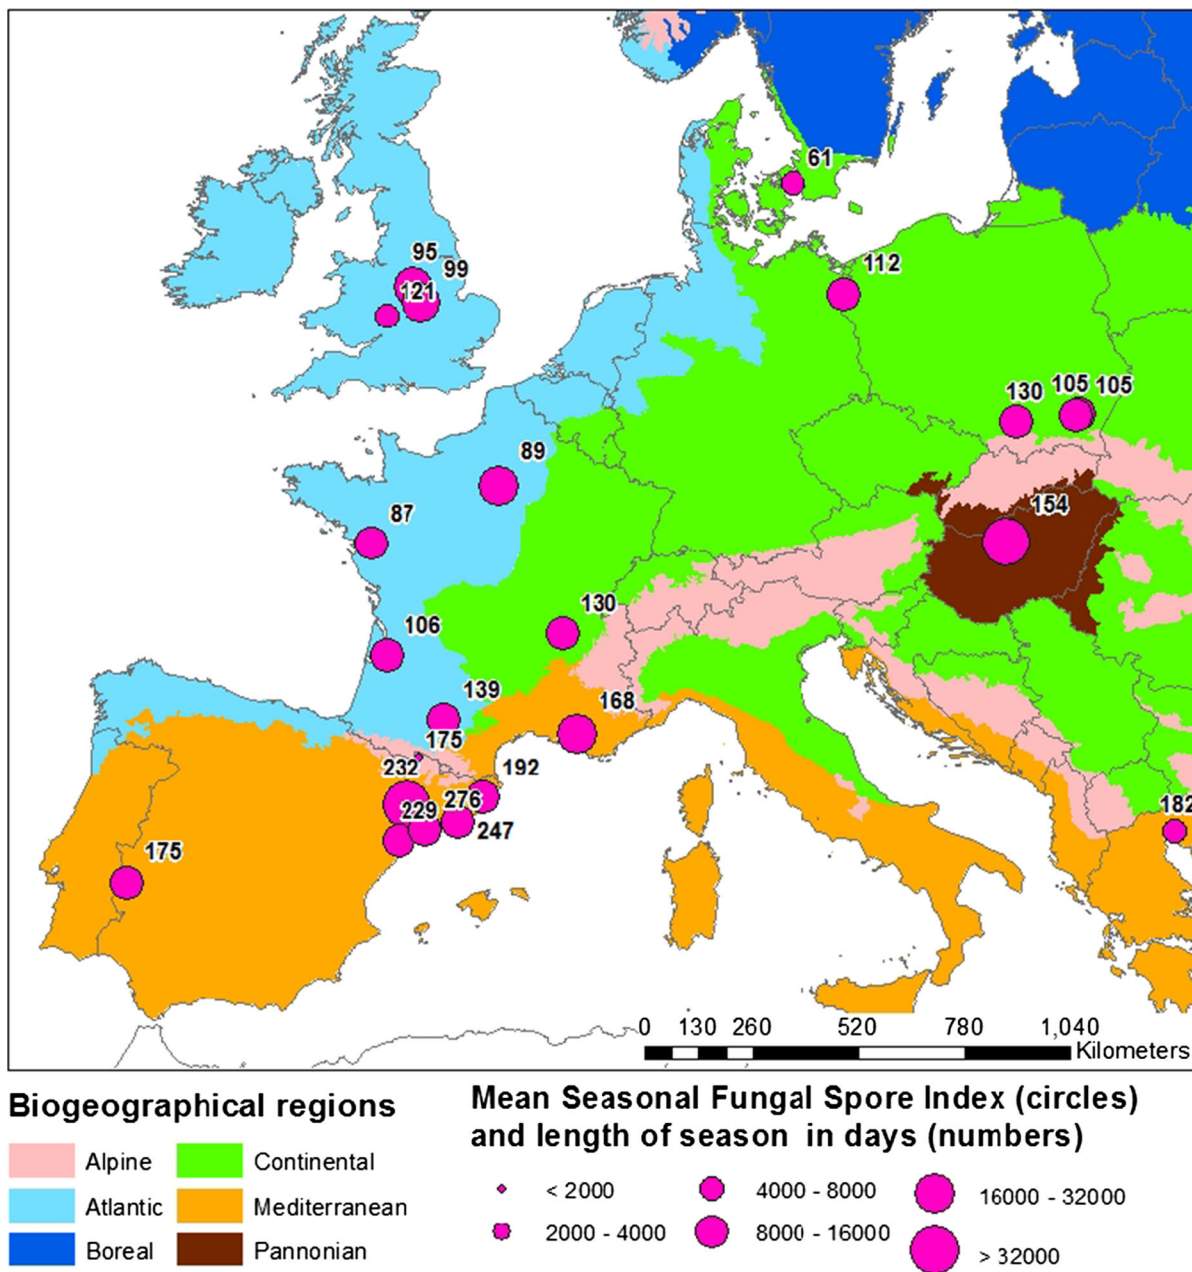 61
95
99
121
112
130
105
105
89
154
87
130
106
139
168
175
232
192
276
229
247
182
175
0 130 260 520 780 1,040
Kilometers
Biogeographical regions
Alpine
Continental
Atlantic
Mediterranean
Boreal
Pannonian
Mean Seasonal Fungal Spore Index (circles)
and length of season in days (numbers)
< 2000
4000 - 8000
16000 - 32000
2000 - 4000
8000 - 16000
> 32000